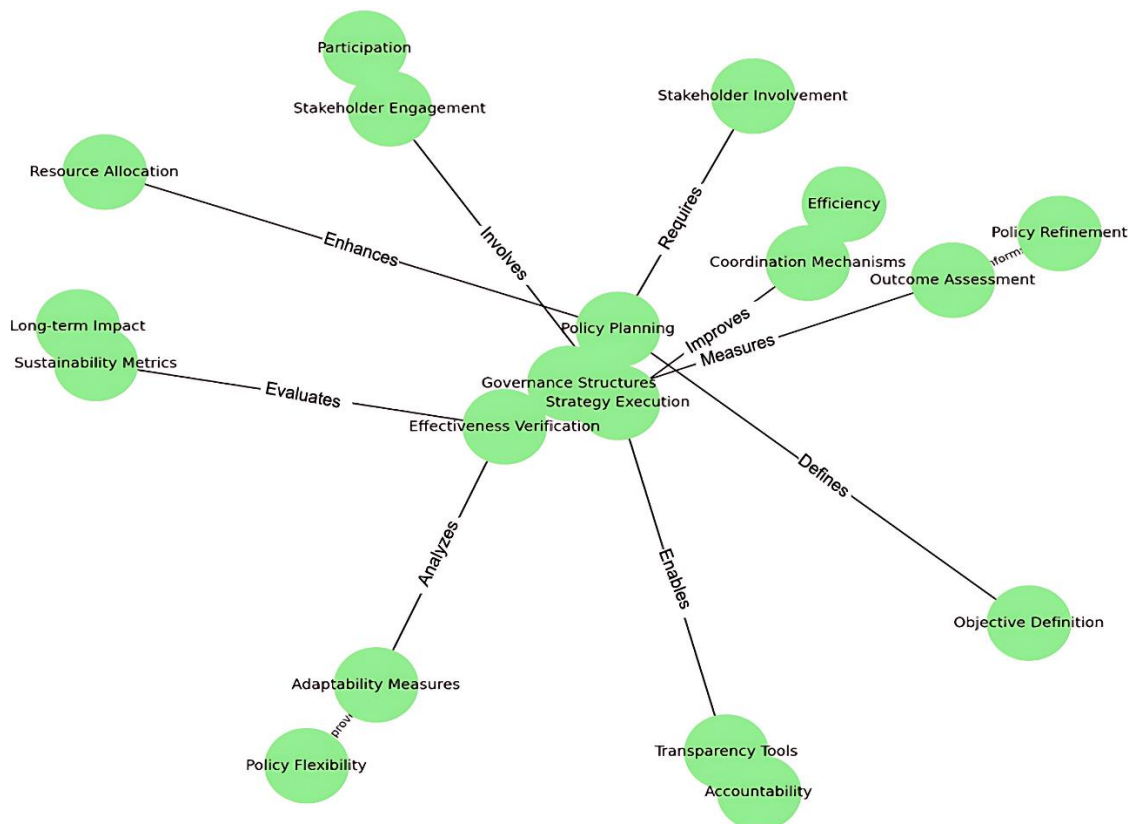 Participation
Stakeholder Engagement
Stakeholder Involvement
Resource Allocation
Efficiency
Policy Refinement
Requires
Enhances
Involves
Coordination Mechanisms
Outcome Assessment
Policy Planning
Improves
Measures
Long-term Impact
Sustainability Metrics
Evaluates
Governance Structures
Strategy Execution
Effectiveness Verification
Defines
Analyzes
Enables
Objective Definition
Adaptability Measures
Policy Flexibility
Transparency Tools
Accountability